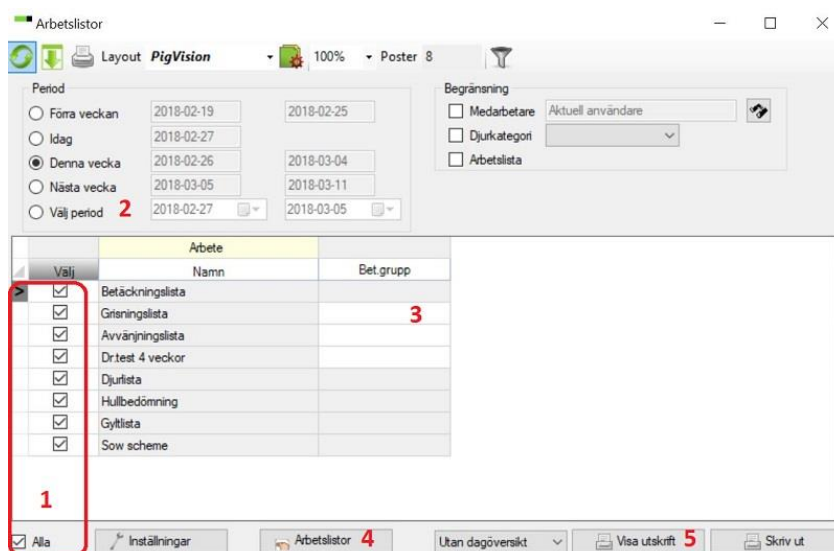 Arbetslistor
Layout PigVision 100% Poster 8
Period
Förra veckan 2018-02-19 2018-02-25
Idag 2018-02-27
Denna vecka 2018-02-26 2018-03-04
Nästa vecka 2018-03-05 2018-03-11
Välj period 2 2018-02-27 2018-03-05
Begränsning
Medarbetare Aktuell användare
Djurkategori
Arbetslista
Arbete
Välj Namn Bet.grupp
Betäckningslista
Grisningslista 3
Avvänjningslista
Dr.test 4 veckor
Djurlista
Hullbedömning
Gyltlista
Sow scheme
1
Alla Inställningar Arbetslistor 4 Utan dagöversikt Visa utskrift 5 Skriv ut